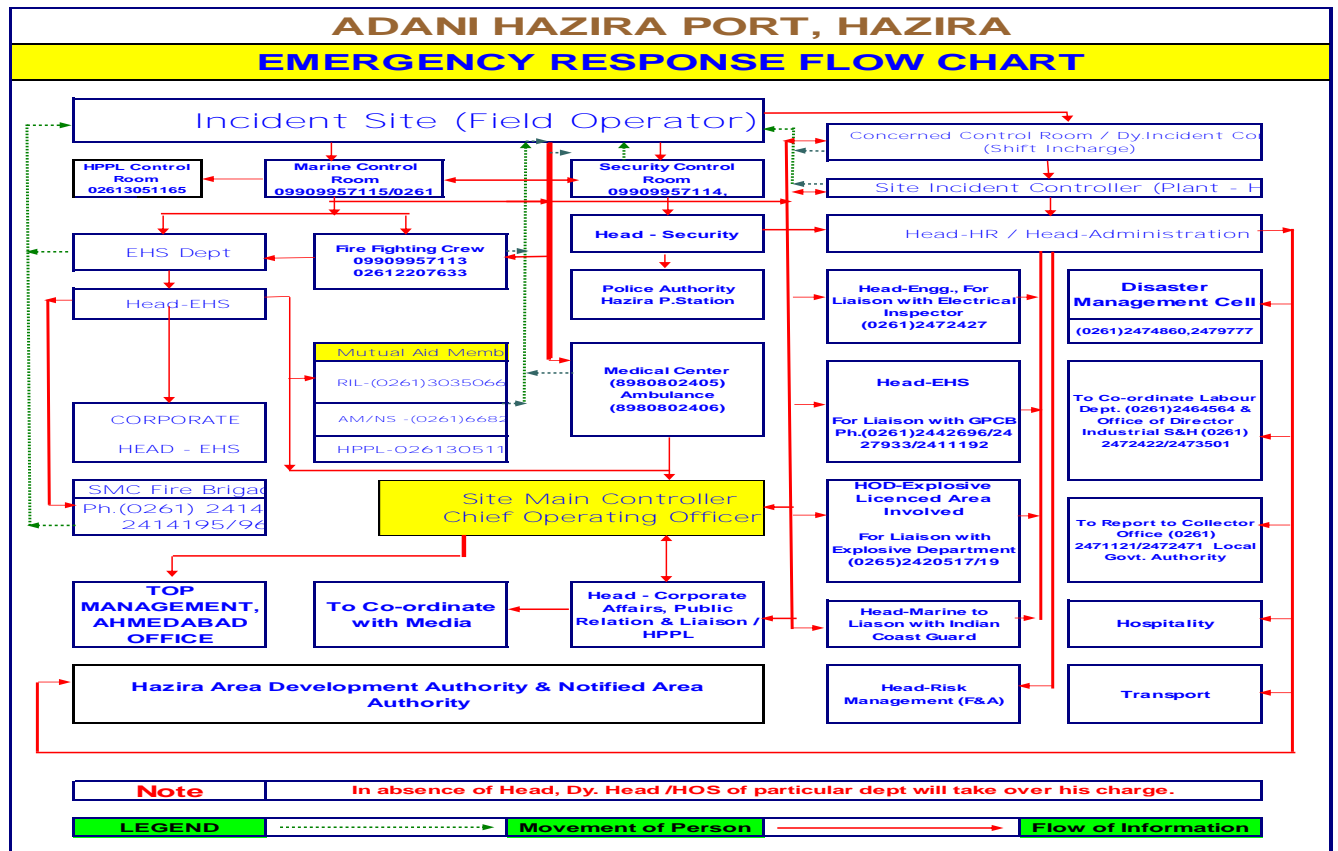 ADANI HAZIRA PORT, HAZIRA
EMERGENCY RESPONSE FLOW CHART
Incident Site (Field Operator)
Concerned Control Room / Dy.Incident
(Shift Incharge)
HPPL Control
Room
02613051165
Marine Control
Room
09909957115/0261
Security Control
Room
09909957114,
Site Incident Controller (Plant -
EHS Dept
Fire Fighting Crew
09909957113
02612207633
Head - Security
Head-HR / Head-Administration
Head-EHS
Police Authority
Hazira P.Station
Head-Engg., For
Liaison with Electrical
Inspector
(0261)2472427
Disaster
Management Cell
(0261)2474860,2479777
Mutual Aid
RIL-(0261)3035066
AM/NS -(0261)6682
HPPL-026130511
Medical Center
(8980802405)
Ambulance
(8980802406)
Head-EHS
For Liaison with GPCB
Ph.(0261)2442696/24
27933/2411192
To Co-ordinate Labour
Dept. (0261)2464564 &
Office of Director
Industrial S&H (0261)
2472422/2473501
CORPORATE
HEAD - EHS
SMC Fire
Ph.(0261) 2414
2414195/96
Site Main Controller
Chief Operating Officer
HOD-Explosive
Licenced Area
Involved
For Liaison with
Explosive Department
(0265)2420517/19
To Report to Collector
Office (0261)
2471121/2472471 Local
Govt. Authority
TOP
MANAGEMENT,
AHMEDABAD
OFFICE
To Co-ordinate
with Media
Head - Corporate
Affairs, Public
Relation & Liaison /
HPPL
Head-Marine to
Liason with Indian
Coast Guard
Hospitality
Hazira Area Development Authority & Notified Area
Authority
Head-Risk
Management (F&A)
Transport
Note
In absence of Head, Dy. Head /HOS of particular dept will take over his charge.
LEGEND
Movement of Person
Flow of Information